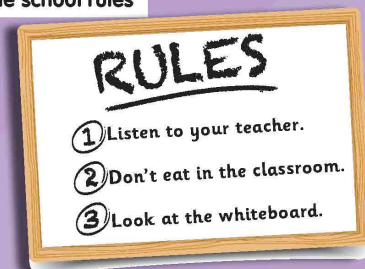 school rules
RULES
1 Listen to your teacher.
2 Don't eat in the classroom.
3 Look at the whiteboard.